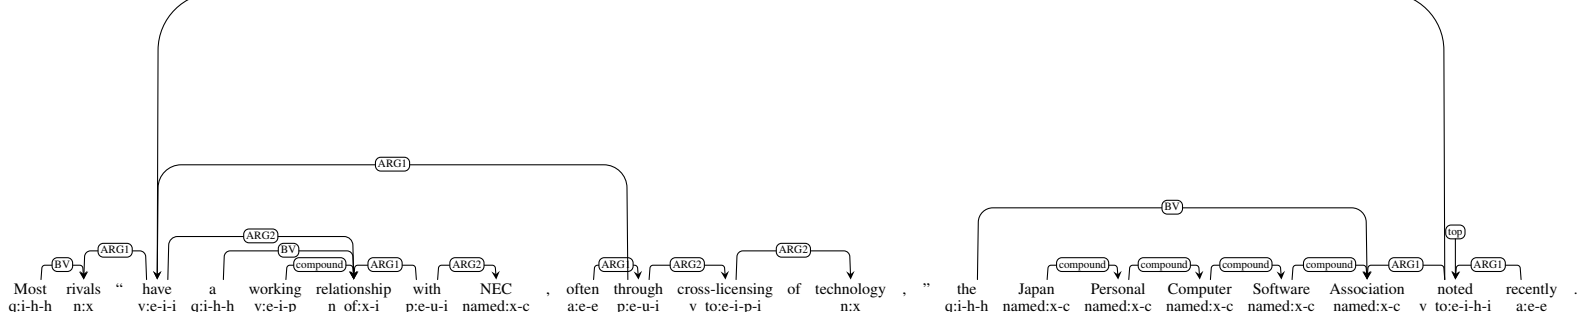 ARG1
BV
top
ARG2
ARG1 BV ARG2
BV compound ARG1 ARG2 ARG1 ARG2 compound compound compound compound ARG1 ARG1
Most rivals “ have a working relationship with NEC , often through cross-licensing of technology , ” the Japan Personal Computer Software Association noted recently .
q:i-h-h n:x v:e-i-i q:i-h-h v:e-i-p n_of:x-i p:e-u-i named:x-c a:e-e p:e-u-i v_to:e-i-p-i n:x q:i-h-h named:x-c named:x-c named:x-c named:x-c named:x-c v_to:e-i-h-i a:e-e